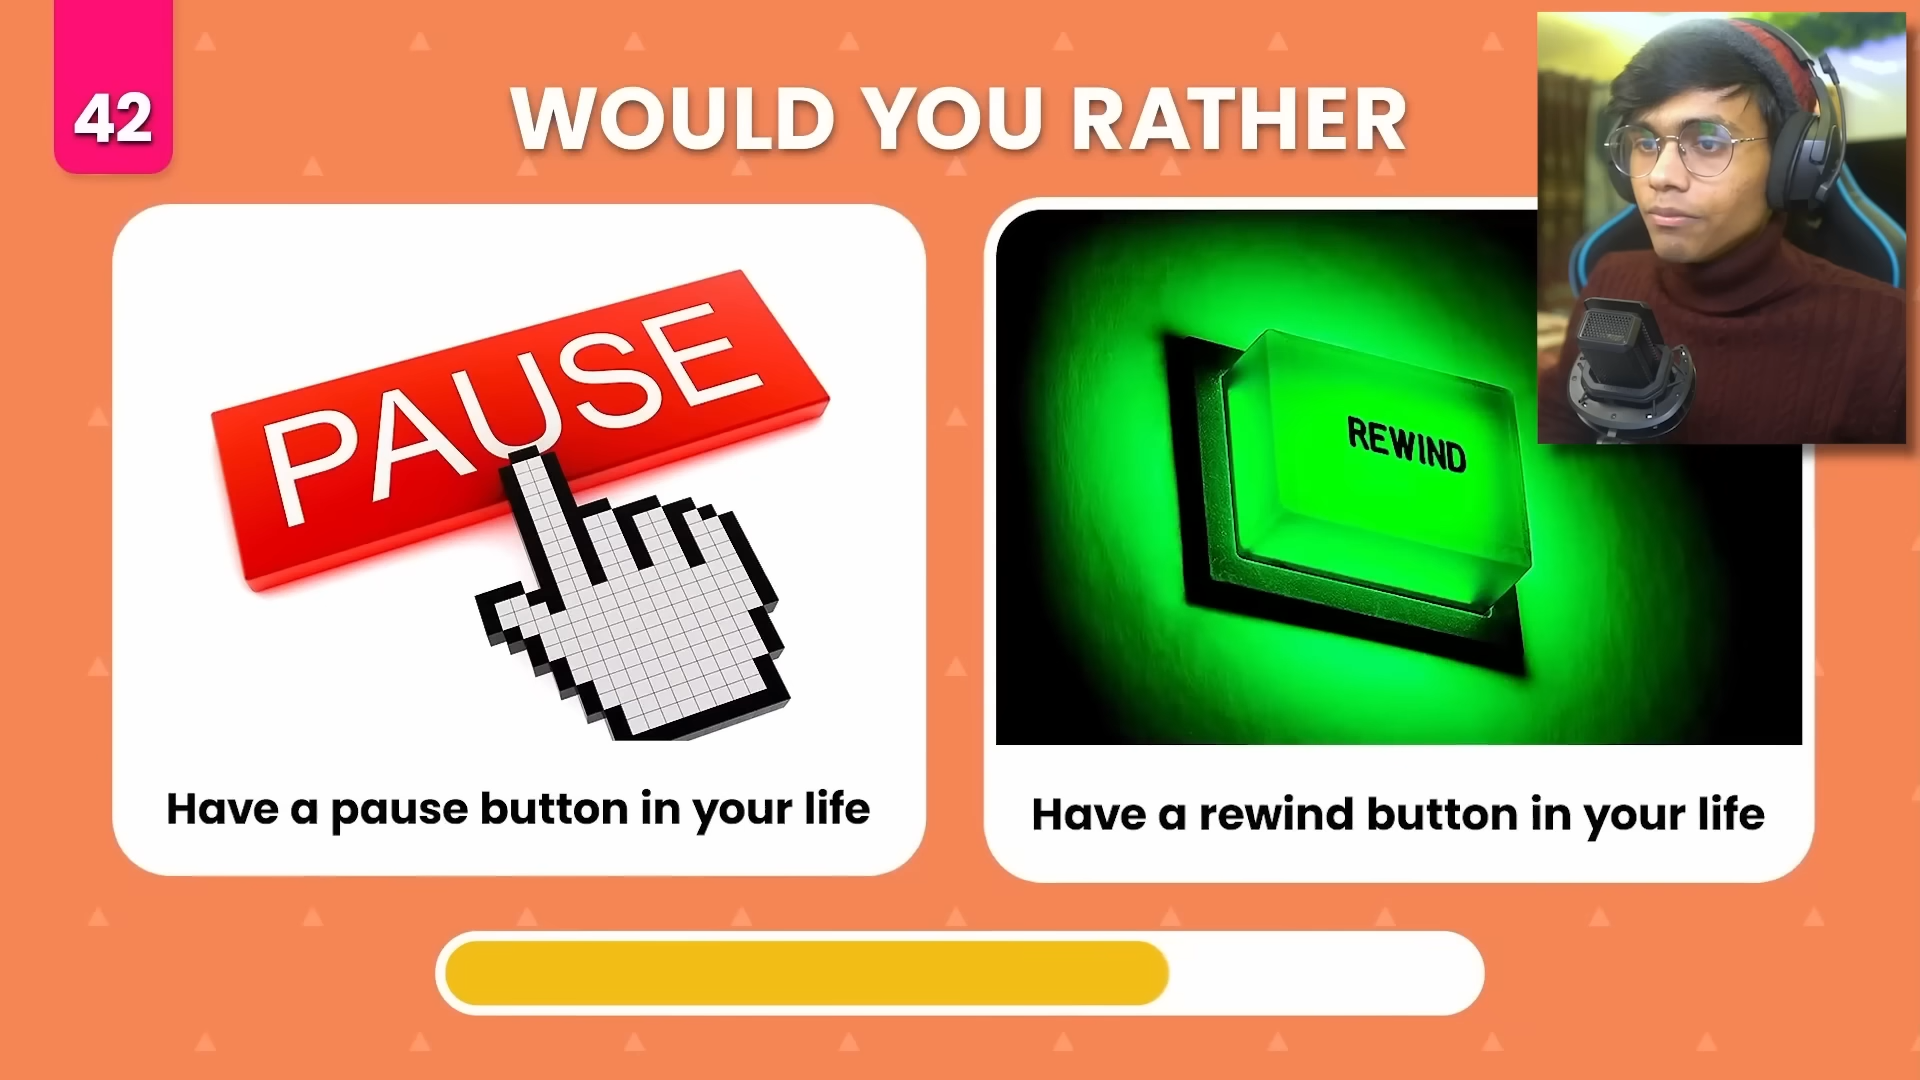 42
WOULD YOU RATHER
PAUSE
REWIND
Have a pause button in your life
Have a rewind button in your life